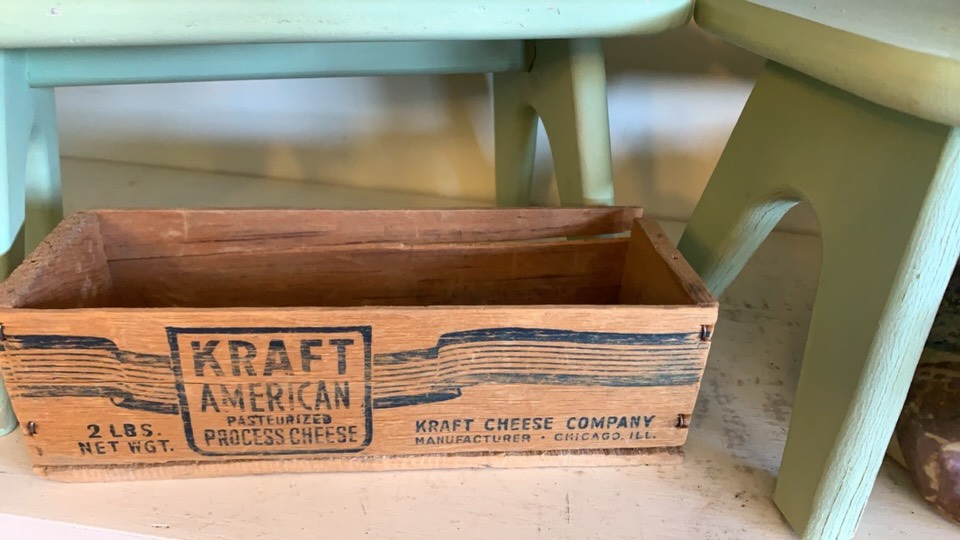 KRAFT
AMERICAN
PASTEURIZED
PROCESS CHEESE
2 LBS.
NET WGT.
KRAFT CHEESE COMPANY
MANUFACTURER · CHICAGO, ILL.